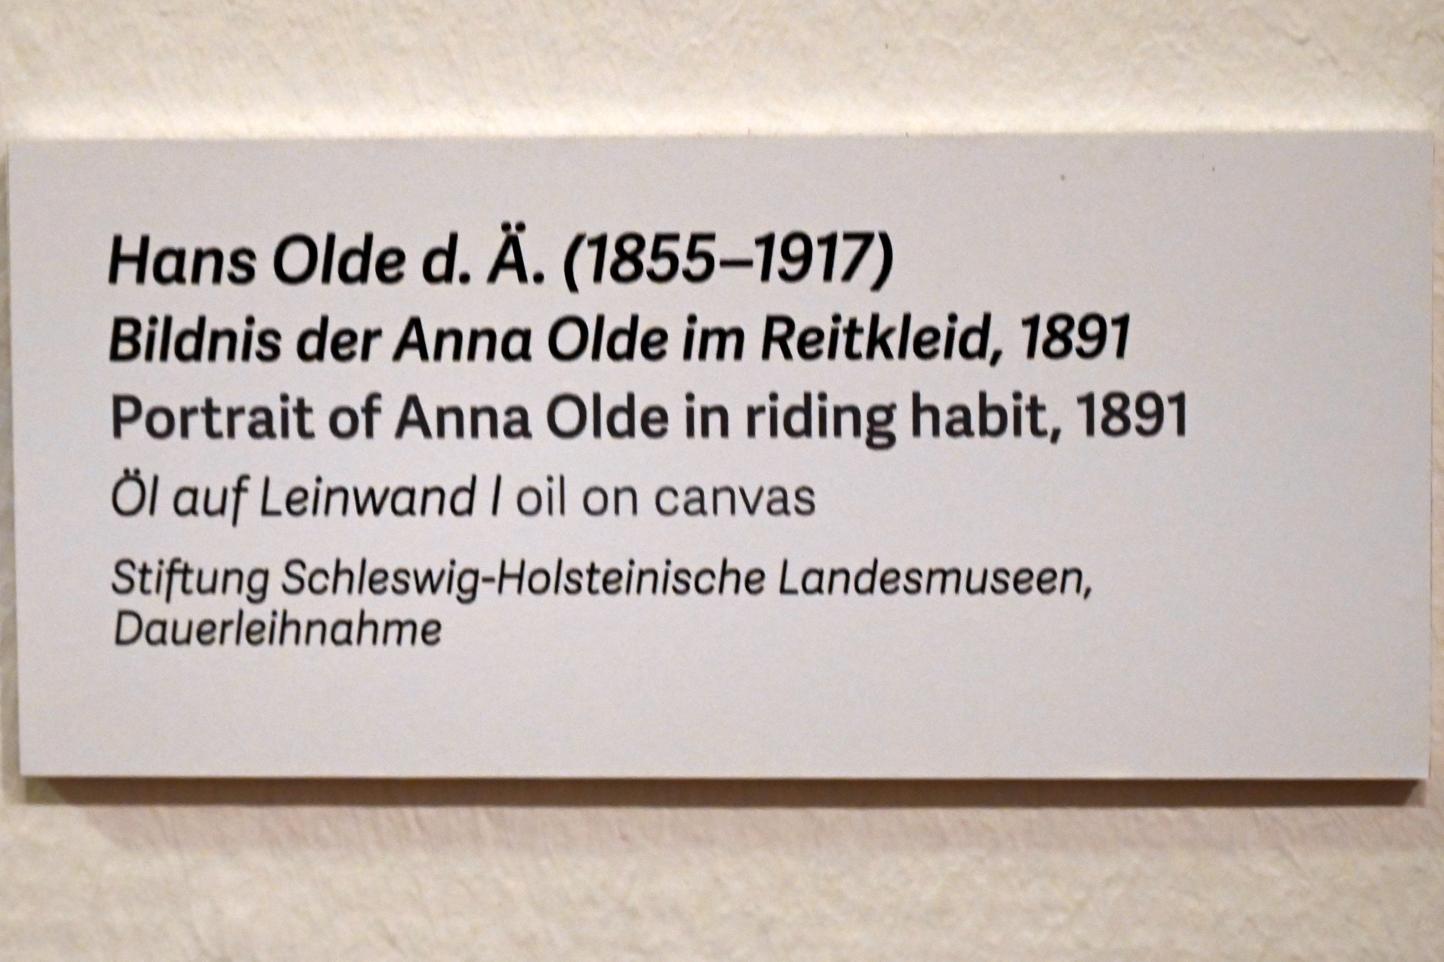 Hans Olde d. Ä. (1855–1917)
Bildnis der Anna Olde im Reitkleid, 1891
Portrait of Anna Olde in riding habit, 1891
Öl auf Leinwand | oil on canvas
Stiftung Schleswig-Holsteinische Landesmuseen,
Dauerleihnahme